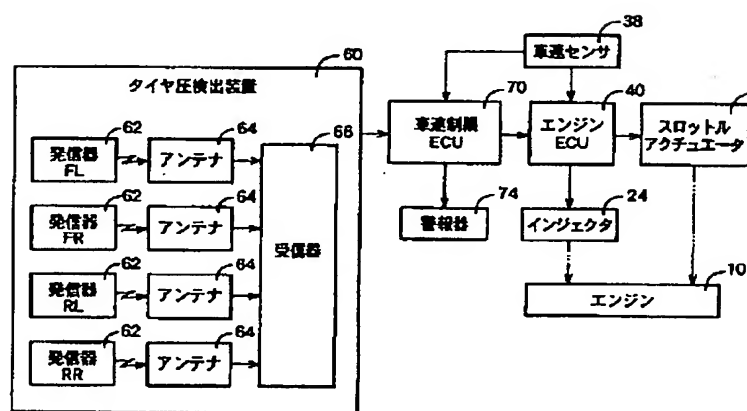 60
タイヤ圧検出装置
62
発信器
FL
64
アンテナ
66
受信器
62
発信器
FR
64
アンテナ
62
発信器
RL
64
アンテナ
62
発信器
RR
64
アンテナ
38
車速センサ
70
車速制限
ECU
40
エンジン
ECU
スロットル
アクチュエータ
74
警報器
24
インジェクタ
10
エンジン